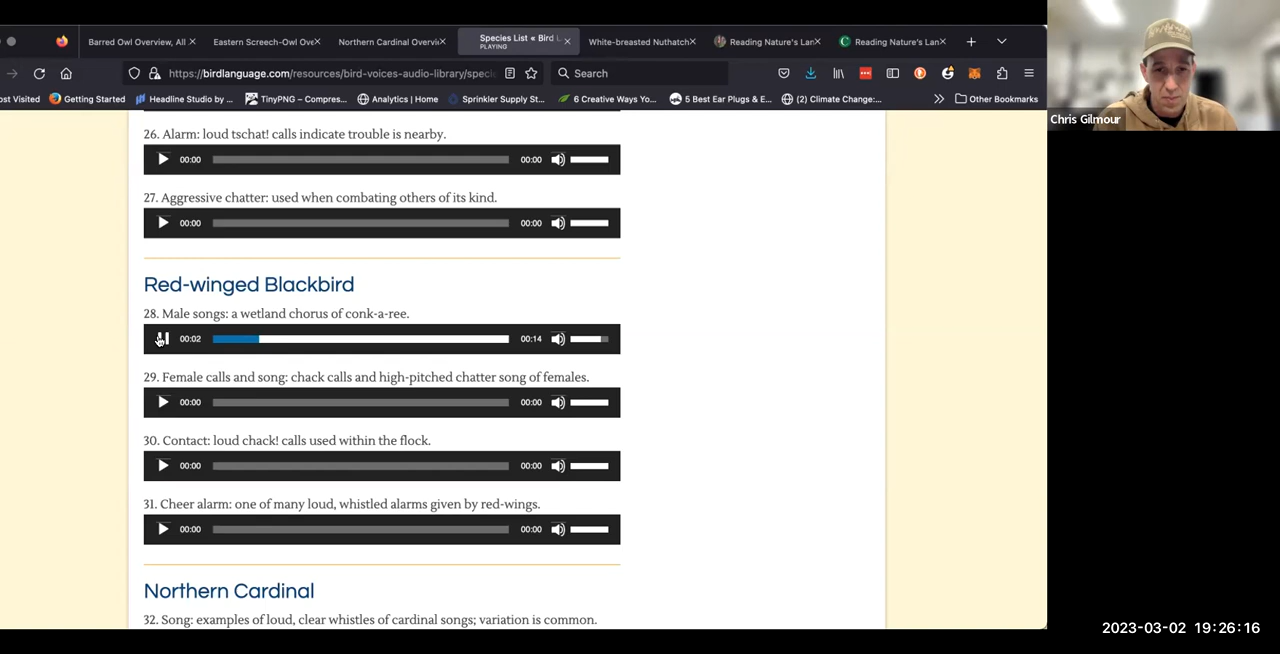 Barred Owl Overview, All
Eastern Screech-Owl Ove
Northern Cardinal Overvi
Species List « Bird L
PLAYING
White-breasted Nuthatch
Reading Nature's Lan
Reading Nature's Lan
https://birdlanguage.com/resources/bird-voices-audio-library/specie
Search
ost Visited
Getting Started
Headline Studio by ...
TinyPNG – Compres...
Analytics | Home
Sprinkler Supply St...
6 Creative Ways Yo...
5 Best Ear Plugs & E...
(2) Climate Change:...
Other Bookmarks
26. Alarm: loud tschat! calls indicate trouble is nearby.
00:00 00:00
27. Aggressive chatter: used when combating others of its kind.
00:00 00:00
Red-winged Blackbird
28. Male songs: a wetland chorus of conk-a-ree.
00:02 00:14
29. Female calls and song: chack calls and high-pitched chatter song of females.
00:00 00:00
30. Contact: loud chack! calls used within the flock.
00:00 00:00
31. Cheer alarm: one of many loud, whistled alarms given by red-wings.
00:00 00:00
Northern Cardinal
32. Song: examples of loud, clear whistles of cardinal songs; variation is common.
Chris Gilmour
2023-03-02 19:26:16